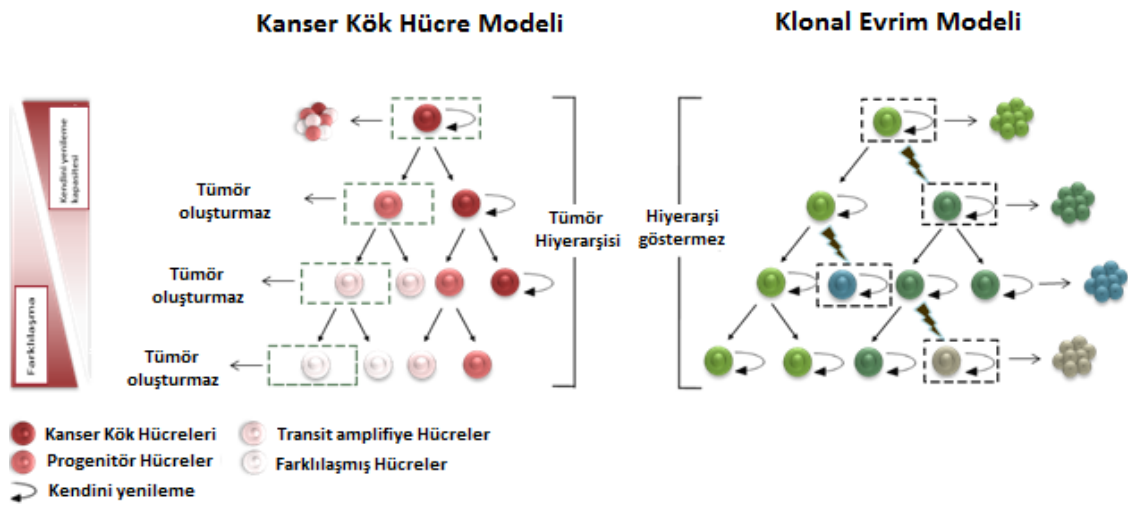 Kanser Kök Hücre Modeli
Klonal Evrim Modeli
Kendini yenileme
kapasitesi
Farklılaşma
Tümör
oluşturmaz
Tümör
oluşturmaz
Tümör
oluşturmaz
Tümör
Hiyerarşisi
Hiyerarşi
göstermez
Kanser Kök Hücreleri
Transit amplifiye Hücreler
Progenitör Hücreler
Farklılaşmış Hücreler
Kendini yenileme